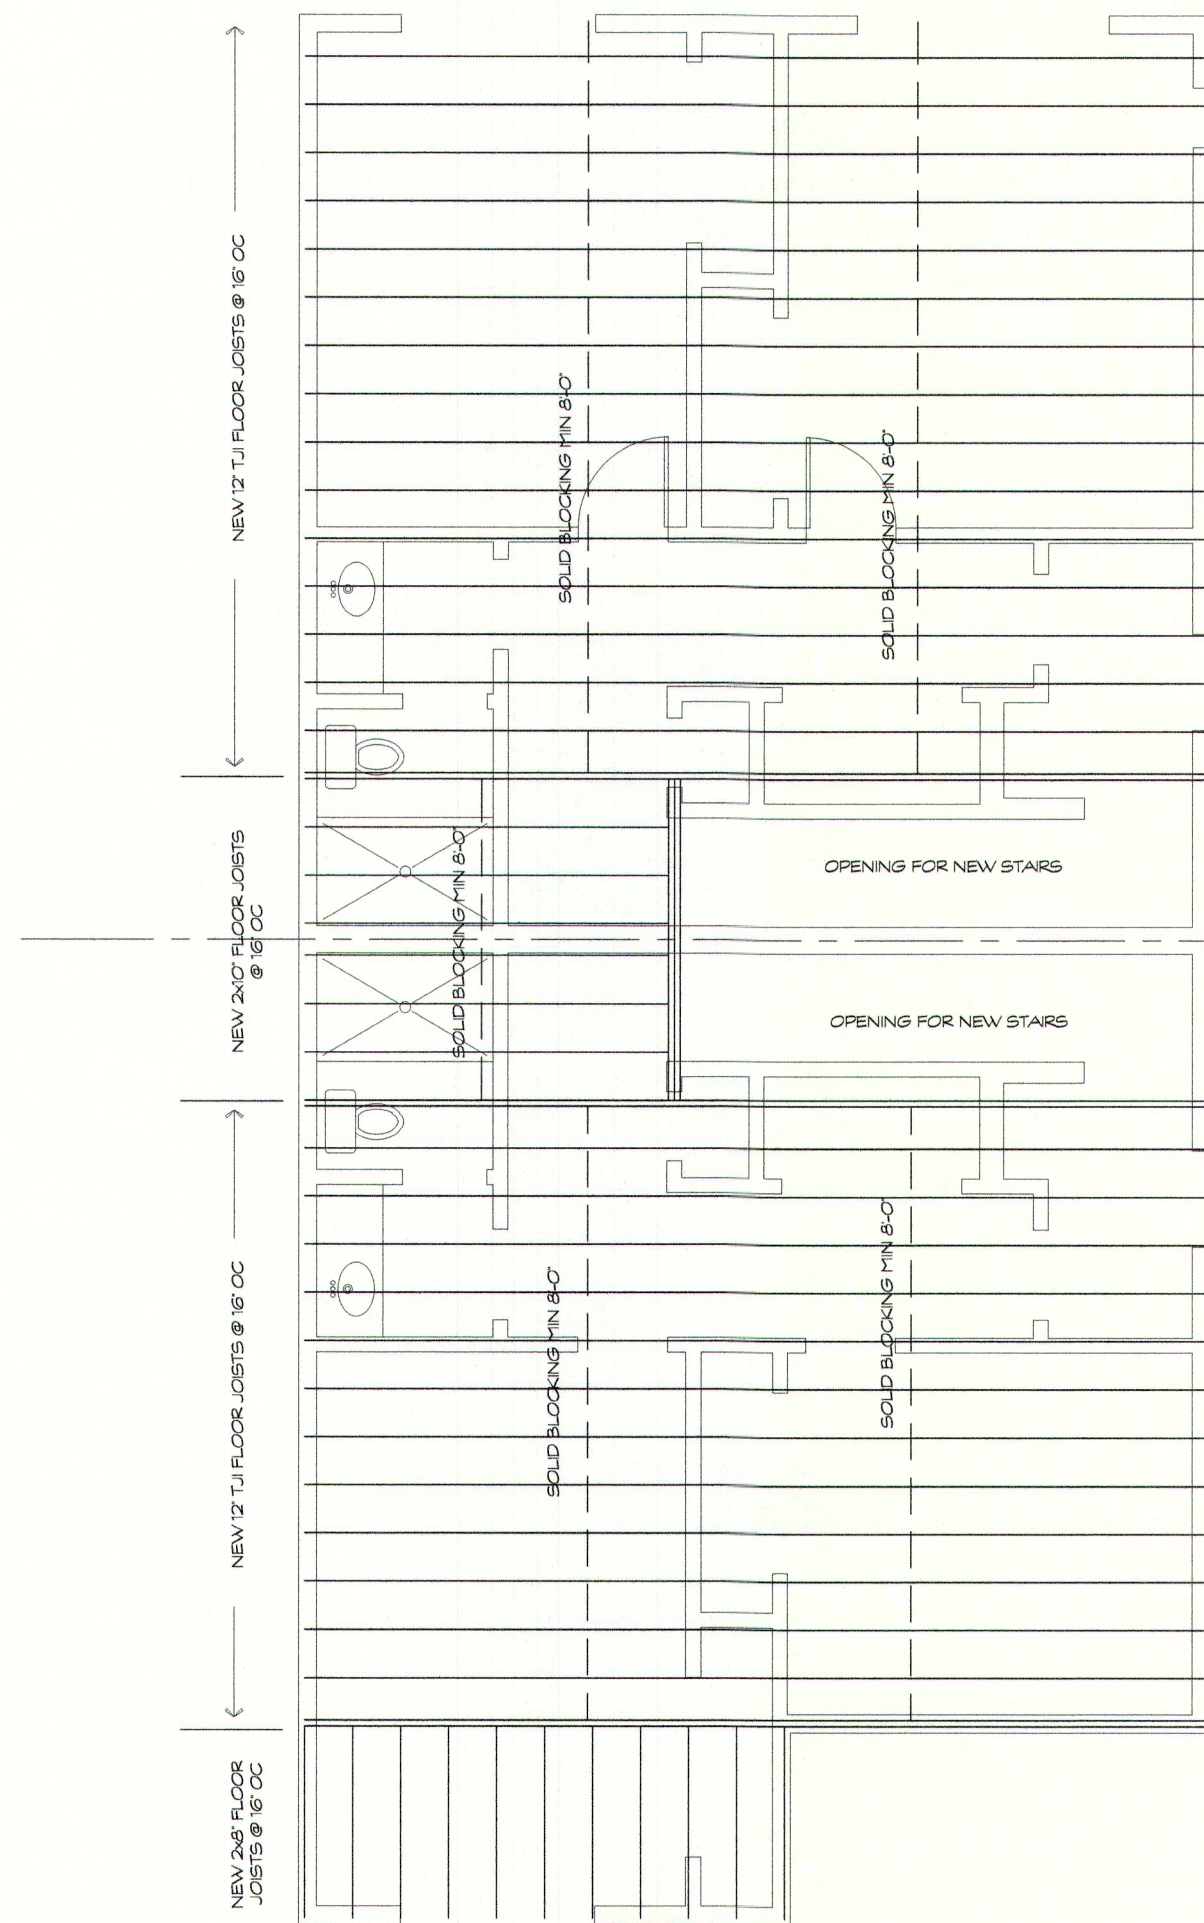 NEW 12" TJI FLOOR JOISTS @ 16" OC
SOLID BLOCKING MIN 8'-0"
SOLID BLOCKING MIN 8'-0"
NEW 2x10" FLOOR JOISTS
@ 16" OC
SOLID BLOCKING MIN 8'-0"
OPENING FOR NEW STAIRS
OPENING FOR NEW STAIRS
NEW 12" TJI FLOOR JOISTS @ 16" OC
SOLID BLOCKING MIN 8'-0"
SOLID BLOCKING MIN 8'-0"
NEW 2x8" FLOOR
JOISTS @ 16" OC